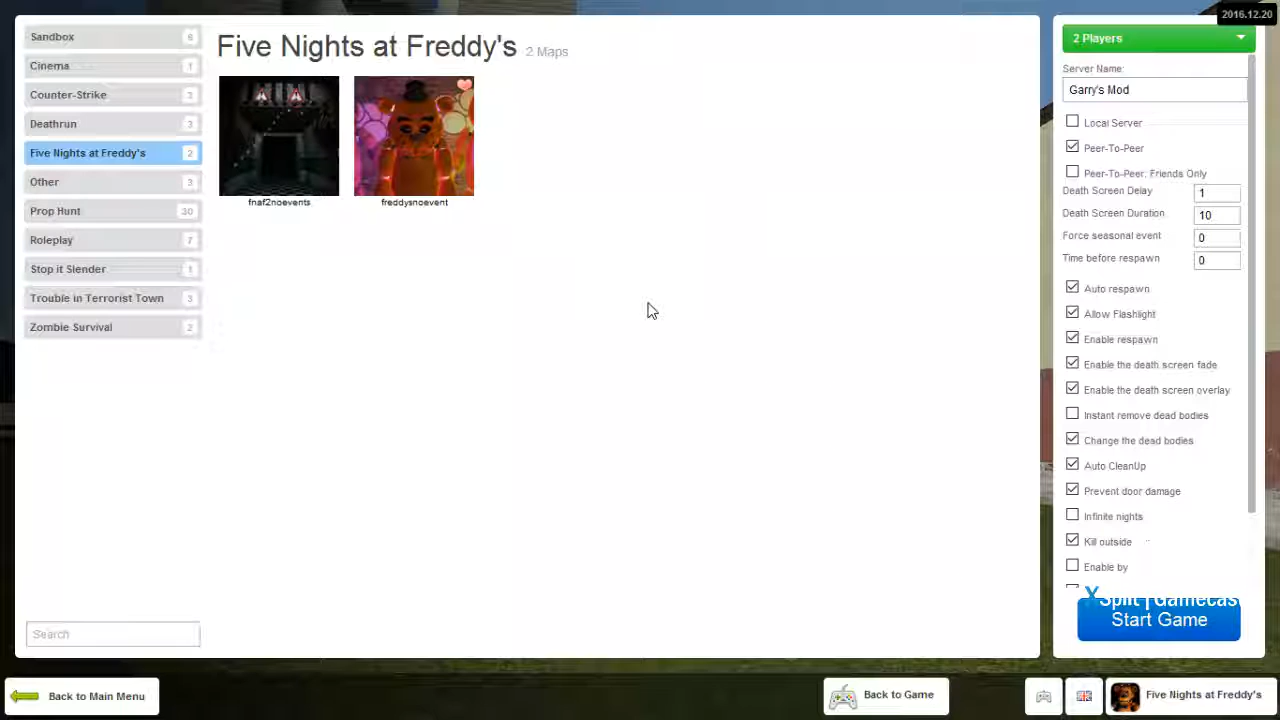 2016.12.20
Sandbox 6
Cinema 1
Counter-Strike 3
Deathrun 3
Five Nights at Freddy's 2
Other 3
Prop Hunt 30
Roleplay 7
Stop it Slender 1
Trouble in Terrorist Town 3
Zombie Survival 2
Search
Five Nights at Freddy's 2 Maps
fnaf2noevents
freddysnoevent
2 Players
Server Name:
Garry's Mod
Local Server
Peer-To-Peer
Peer-To-Peer: Friends Only
Death Screen Delay 1
Death Screen Duration 10
Force seasonal event 0
Time before respawn 0
Auto respawn
Allow Flashlight
Enable respawn
Enable the death screen fade
Enable the death screen overlay
Instant remove dead bodies
Change the dead bodies
Auto CleanUp
Prevent door damage
Infinite nights
Kill outside
Enable by
XSplit | Gamecas
Start Game
Back to Main Menu
Back to Game
Five Nights at Freddy's